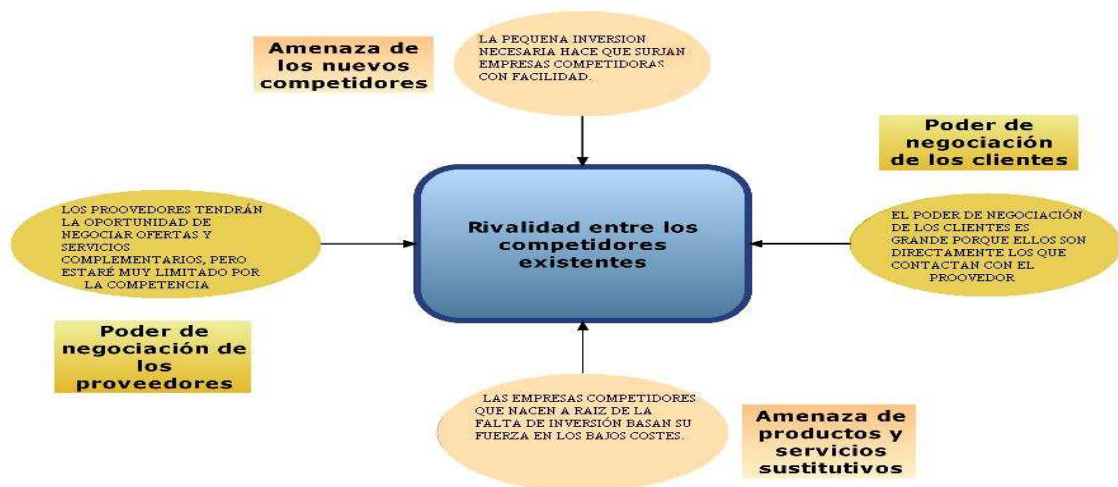 Amenaza de
los nuevos
competidores
LA PEQUENA INVERSION
NECESARIA HACE QUE SURJAN
EMPRESAS COMPETIDORAS
CON FACILIDAD.
Poder de
negociación
de los clientes
LOS PROOVEDORES TENDRÁN
LA OPORTUNIDAD DE
NEGOCIAR OFERTAS Y
SERVICIOS
COMPLEMENTARIOS, PERO
ESTARÉ MUY LIMITADO POR
LA COMPETENCIA
Rivalidad entre los
competidores
existentes
EL PODER DE NEGOCIACIÓN
DE LOS CLIENTES ES
GRANDE PORQUE ELLOS SON
DIRECTAMENTE LOS QUE
CONTACTAN CON EL
PROOVEDOR
Poder de
negociación de
los
proveedores
LAS EMPRESAS COMPETIDORES
QUE NACEN A RAIZ DE LA
FALTA DE INVERSIÓN BASAN SU
FUERZA EN LOS BAJOS COSTES.
Amenaza de
productos y
servicios
sustitutivos